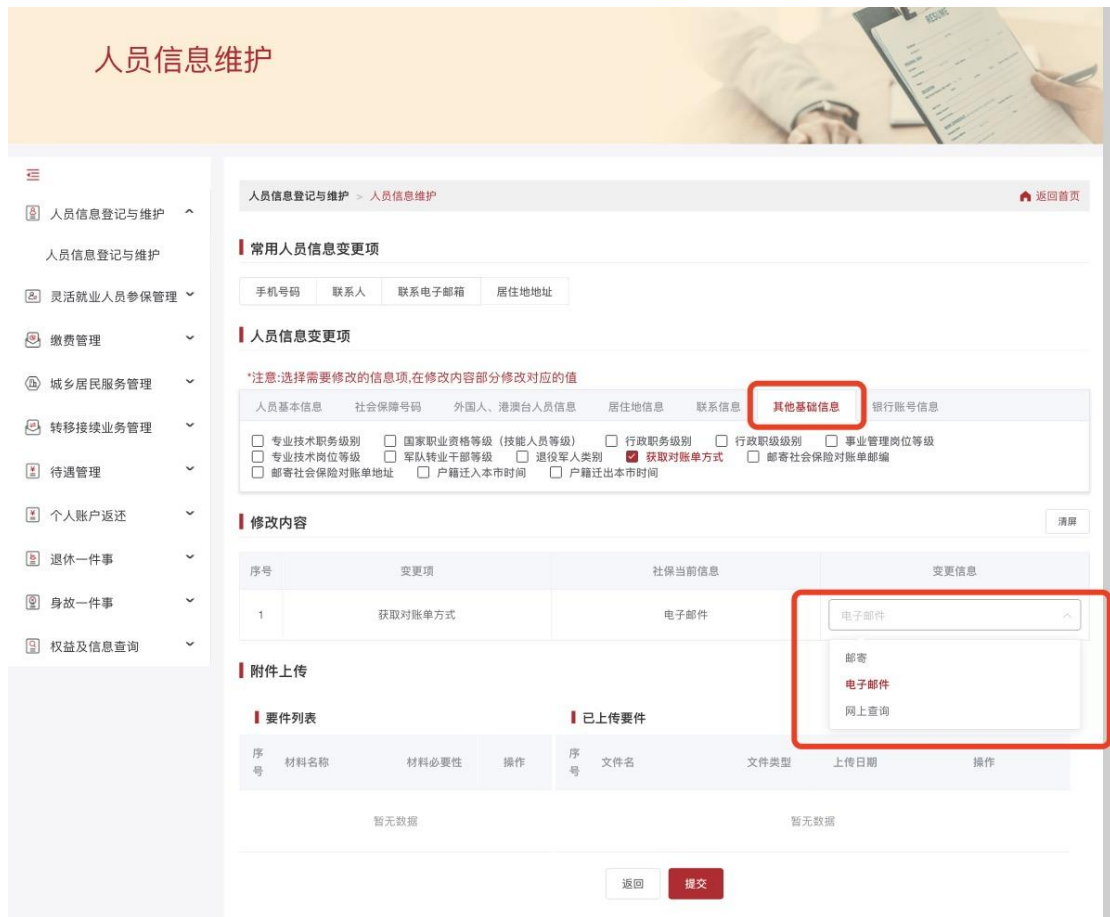 人员信息维护
RESUME
人员信息登记与维护
人员信息登记与维护
灵活就业人员参保管理
缴费管理
城乡居民服务管理
转移接续业务管理
待遇管理
个人账户返还
退休一件事
身故一件事
权益及信息查询
人员信息登记与维护 > 人员信息维护 返回首页
常用人员信息变更项
手机号码 联系人 联系电子邮箱 居住地地址
人员信息变更项
*注意:选择需要修改的信息项,在修改内容部分修改对应的值
人员基本信息 社会保障号码 外国人、港澳台人员信息 居住地信息 联系信息 其他基础信息 银行账号信息
专业技术职务级别 国家职业资格等级（技能人员等级） 行政职务级别 行政职级级别 事业管理岗位等级
专业技术岗位等级 军队转业干部等级 退役军人类别 获取对账单方式 邮寄社会保险对账单邮编
邮寄社会保险对账单地址 户籍迁入本市时间 户籍迁出本市时间
修改内容 清屏
序号 变更项 社保当前信息 变更信息
1 获取对账单方式 电子邮件 电子邮件
邮寄
电子邮件
网上查询
附件上传
要件列表 已上传要件
序号 材料名称 材料必要性 操作 序号 文件名 文件类型 上传日期 操作
暂无数据 暂无数据
返回 提交